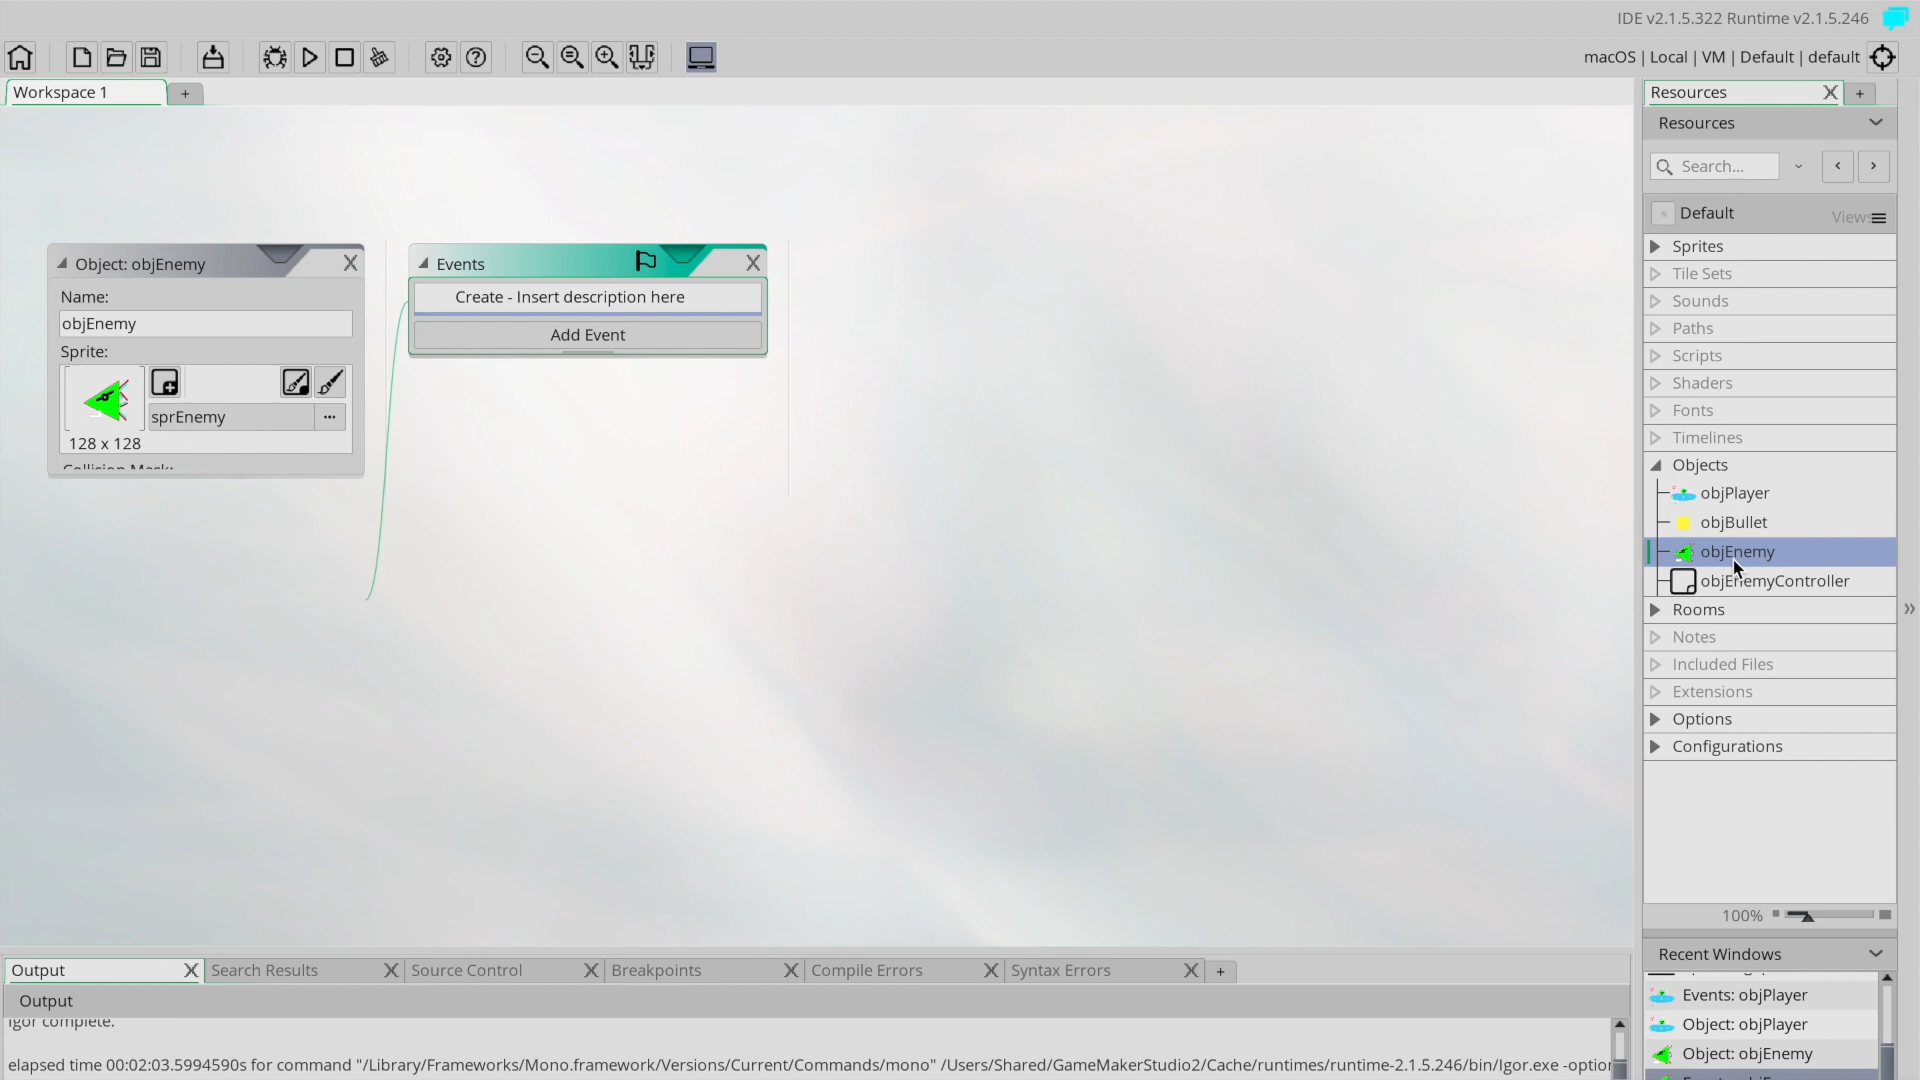 IDE v2.1.5.322 Runtime v2.1.5.246
macOS | Local | VM | Default | default
Workspace 1
+
Resources
+
Resources
Search...
Default
Views
Sprites
Tile Sets
Sounds
Paths
Scripts
Shaders
Fonts
Timelines
Objects
objPlayer
objBullet
objEnemy
objEnemyController
Rooms
Notes
Included Files
Extensions
Options
Configurations
100%
Recent Windows
Events: objPlayer
Object: objPlayer
Object: objEnemy
Object: objEnemy
Name:
objEnemy
Sprite:
sprEnemy
...
128 x 128
Collision Mask:
Events
Create - Insert description here
Add Event
Output
Search Results
Source Control
Breakpoints
Compile Errors
Syntax Errors
+
Output
Igor complete.
elapsed time 00:02:03.5994590s for command "/Library/Frameworks/Mono.framework/Versions/Current/Commands/mono" /Users/Shared/GameMakerStudio2/Cache/runtimes/runtime-2.1.5.246/bin/Igor.exe -optio